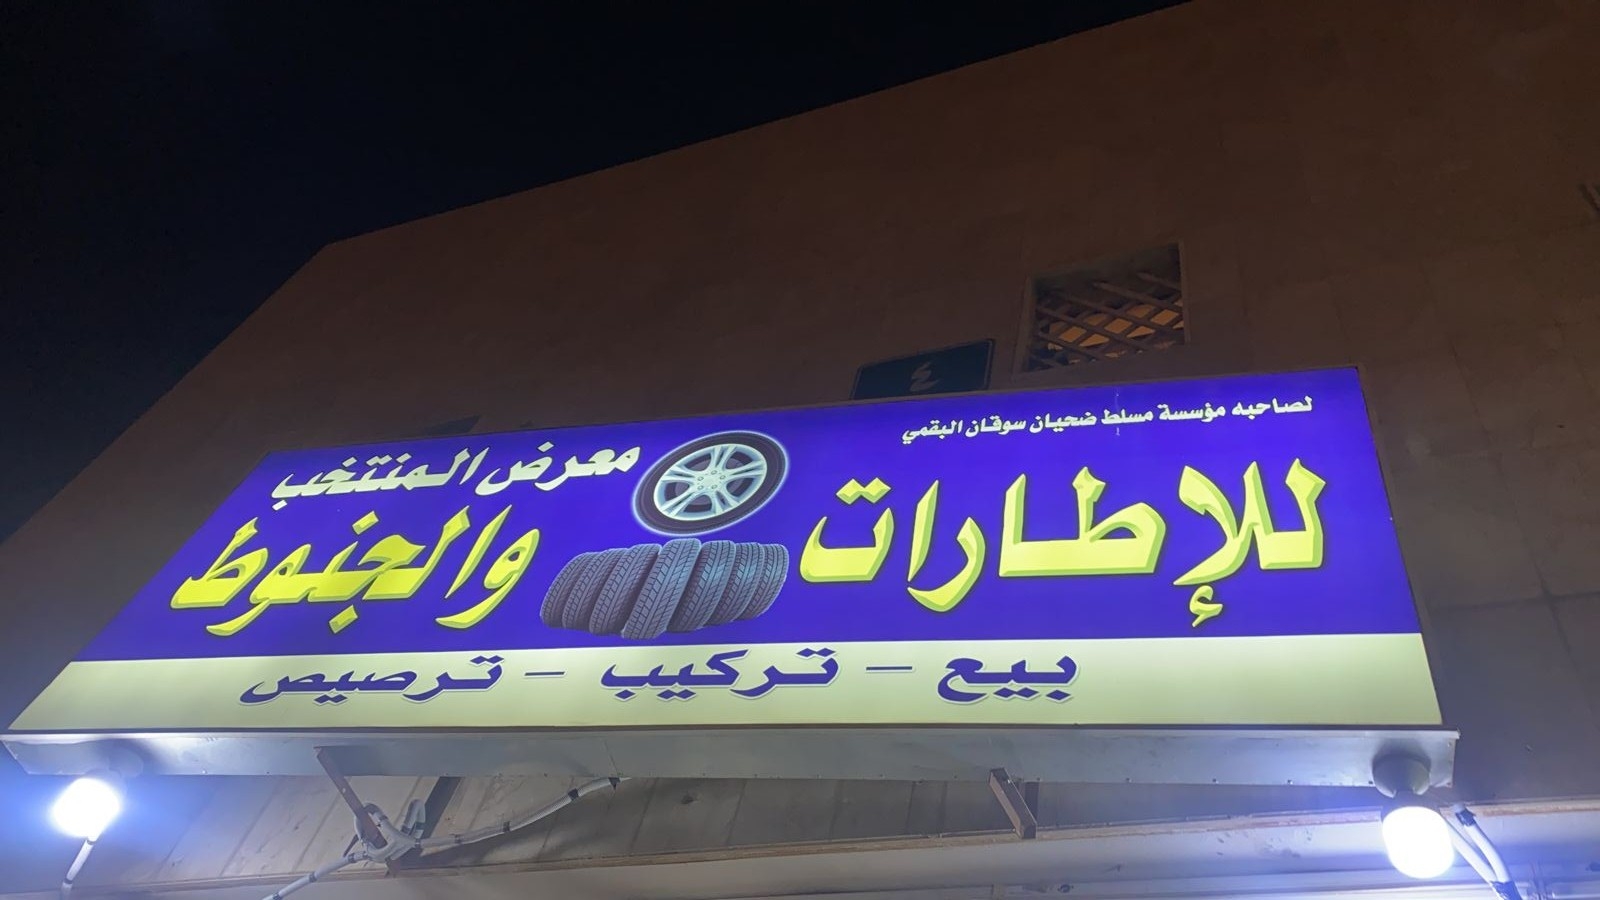 لصاحبه مؤسسة مسلط ضحيان سوقان البقمي
معرض المنتخب
للإطارات والجنوط
بيع - تركيب - ترصيص
٤